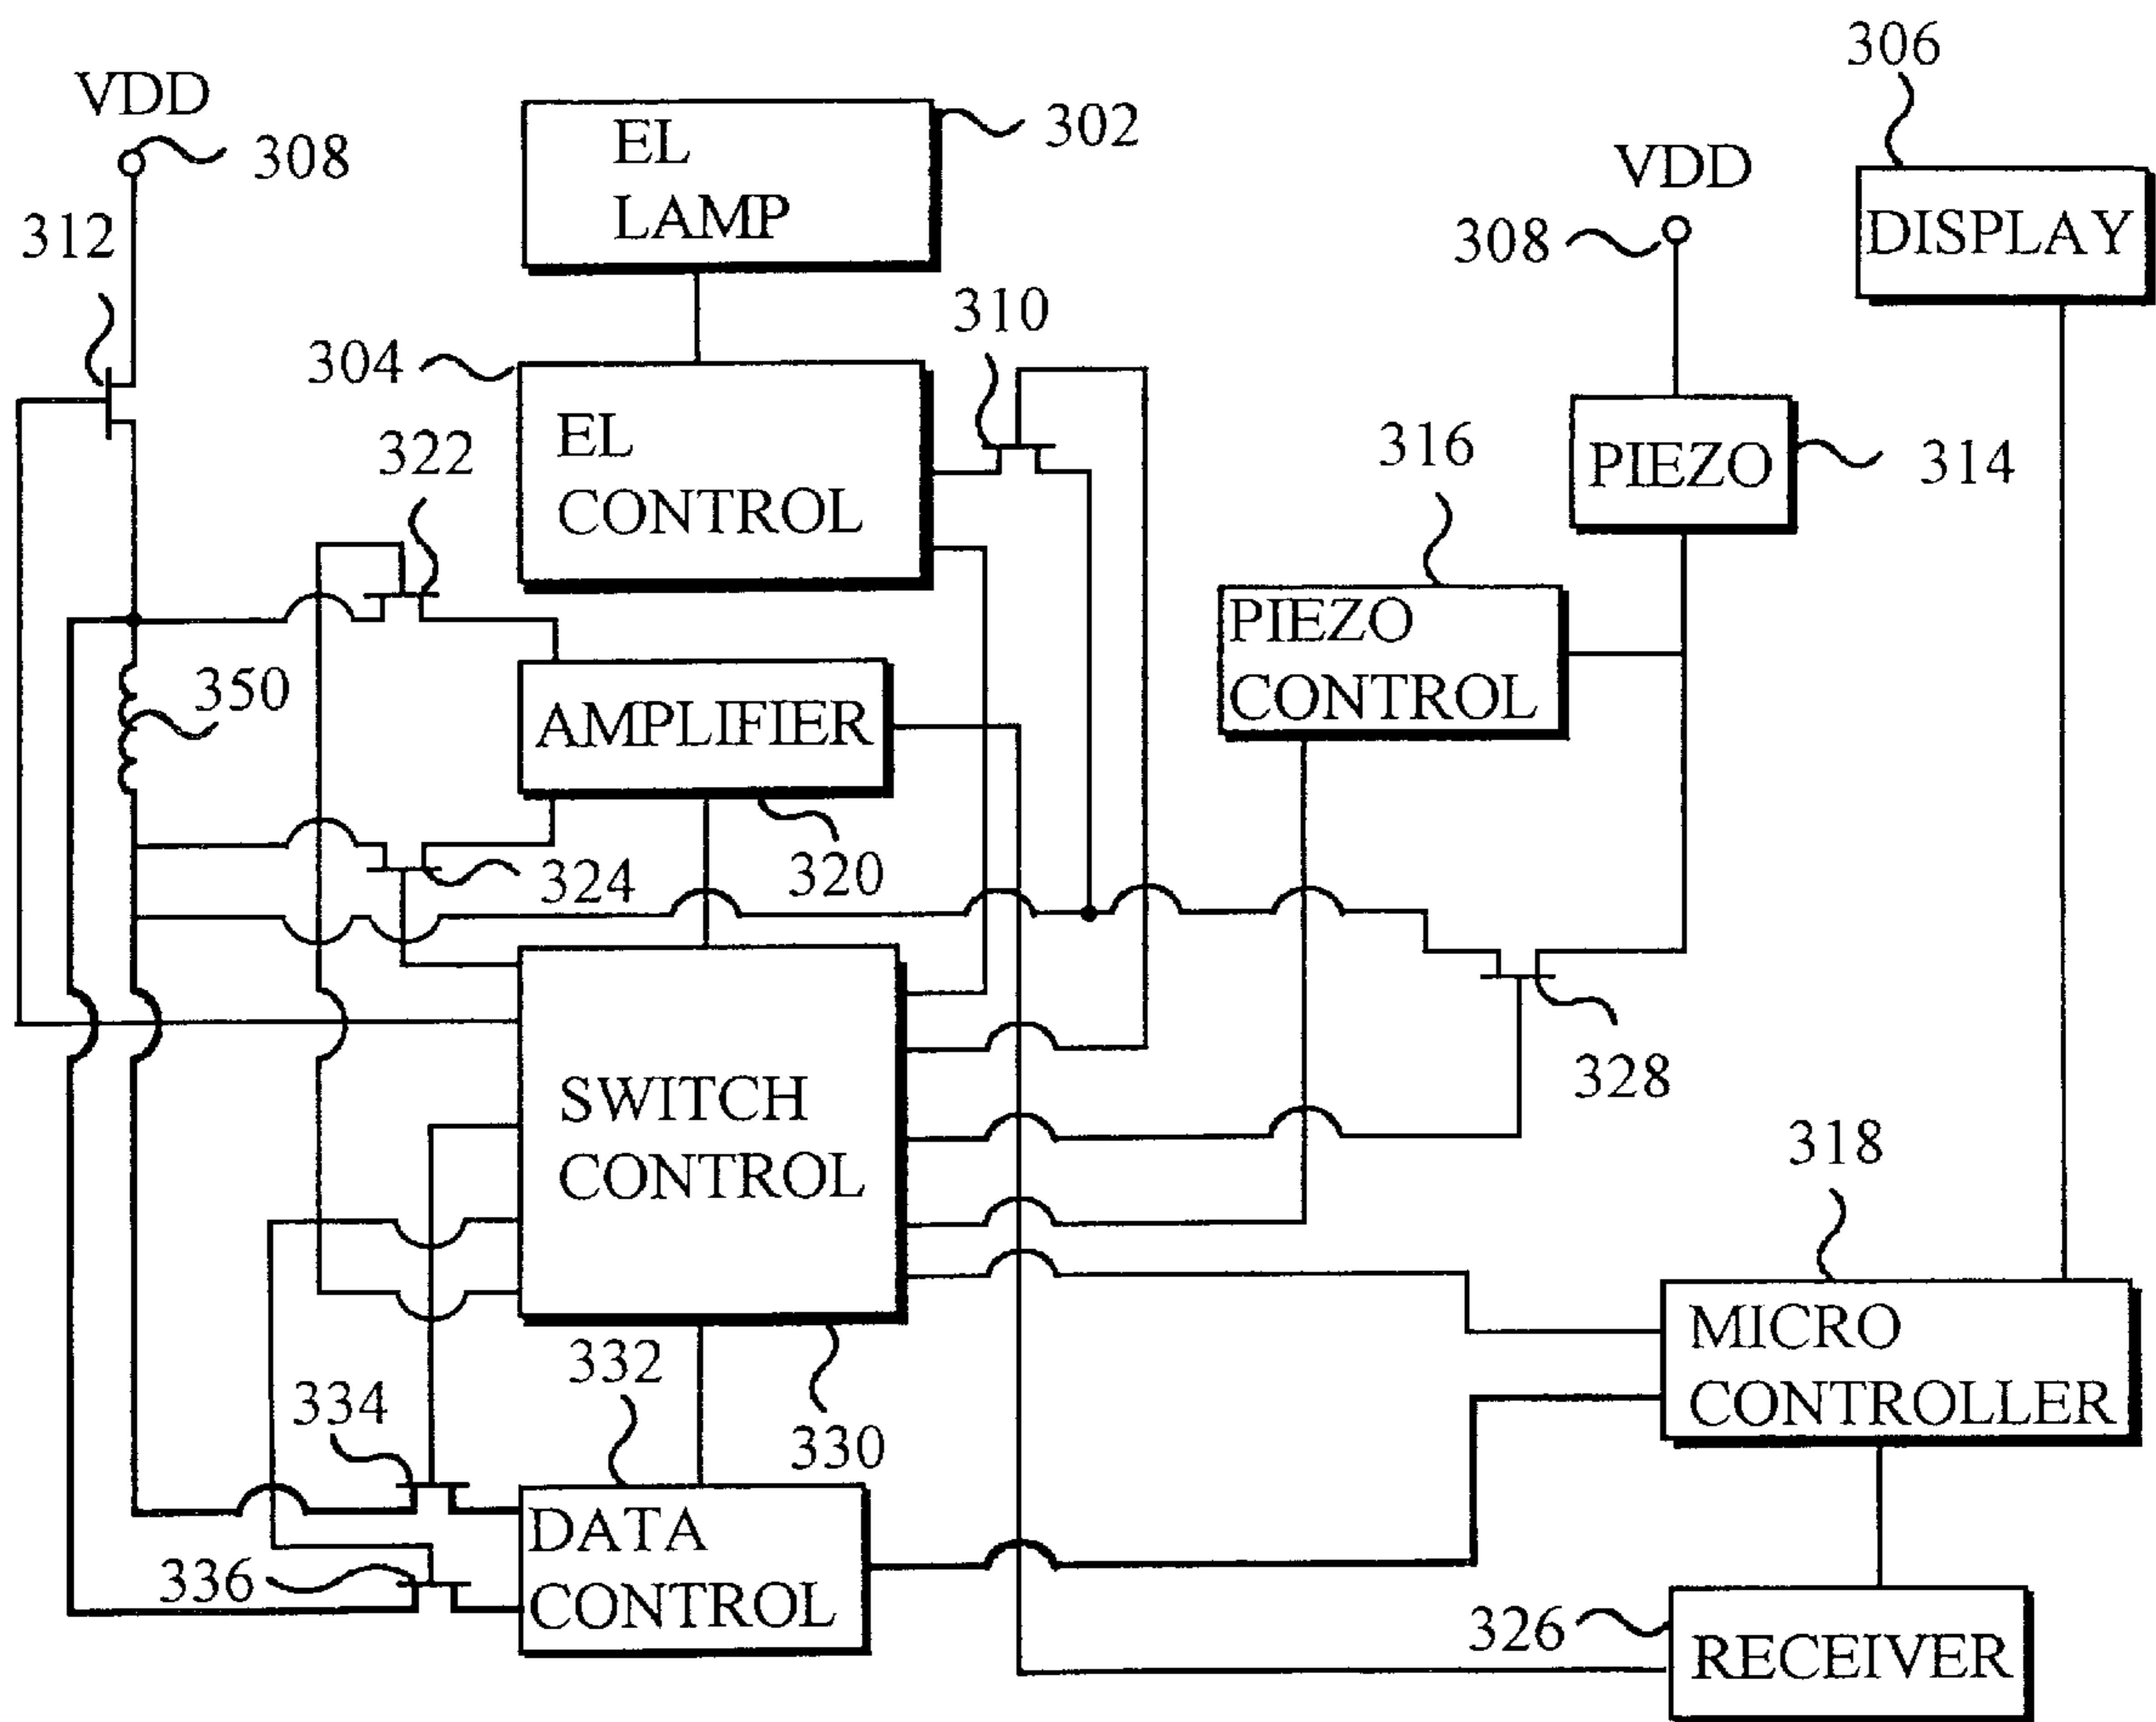 306
VDD
308
302
EL
LAMP
VDD
308
DISPLAY
312
310
304
EL
CONTROL
322
316
PIEZO
314
350
PIEZO
CONTROL
AMPLIFIER
324
320
328
SWITCH
CONTROL
318
MICRO
CONTROLLER
332
334
330
DATA
CONTROL
336
326
RECEIVER